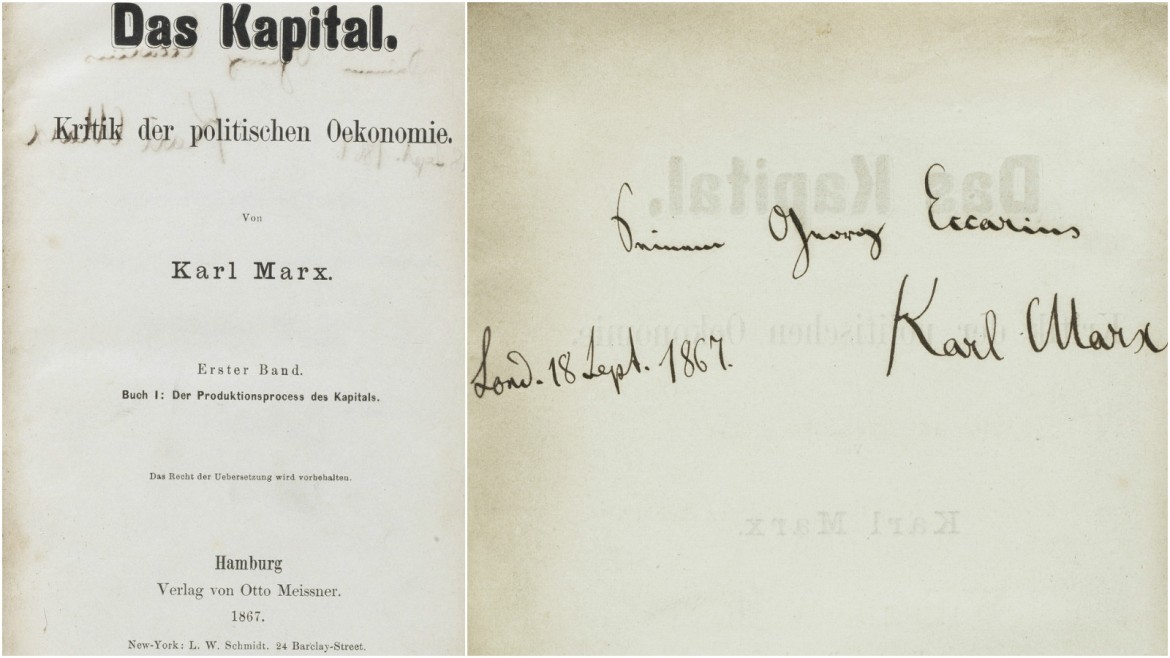 Das Kapital.
Kritik der politischen Oekonomie.
Von
Karl Marx.
Erster Band.
Buch I: Der Produktionsprocess des Kapitals.
Das Recht der Uebersetzung wird vorbehalten.
Hamburg
Verlag von Otto Meissner.
1867.
New-York: L. W. Schmidt. 24 Barclay-Street.
Seinem Georg Eccarius
Karl Marx
Lond. 18 Sept. 1867.